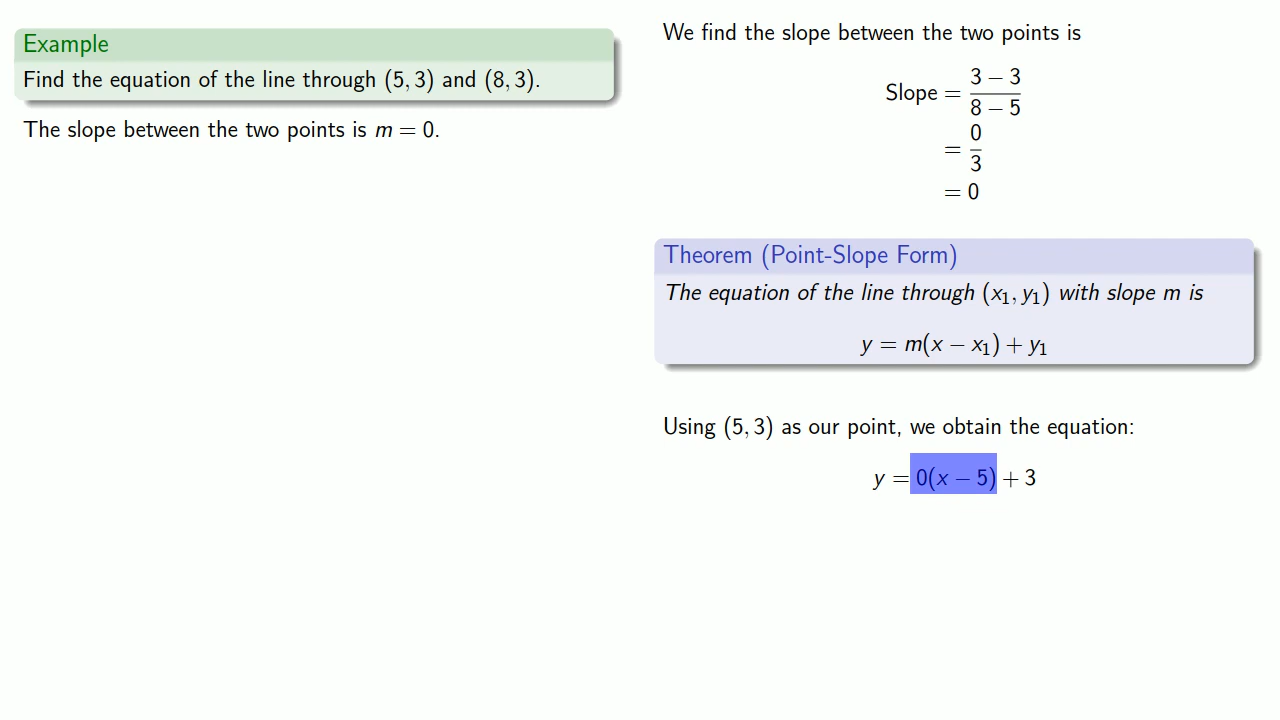 Example
Find the equation of the line through (5, 3) and (8, 3).
The slope between the two points is m = 0.
We find the slope between the two points is
Slope = \frac{3 − 3}{8 − 5}
= \frac{0}{3}
= 0
Theorem (Point-Slope Form)
The equation of the line through (x₁, y₁) with slope m is
y = m(x − x₁) + y₁
Using (5, 3) as our point, we obtain the equation:
y = 0(x − 5) + 3